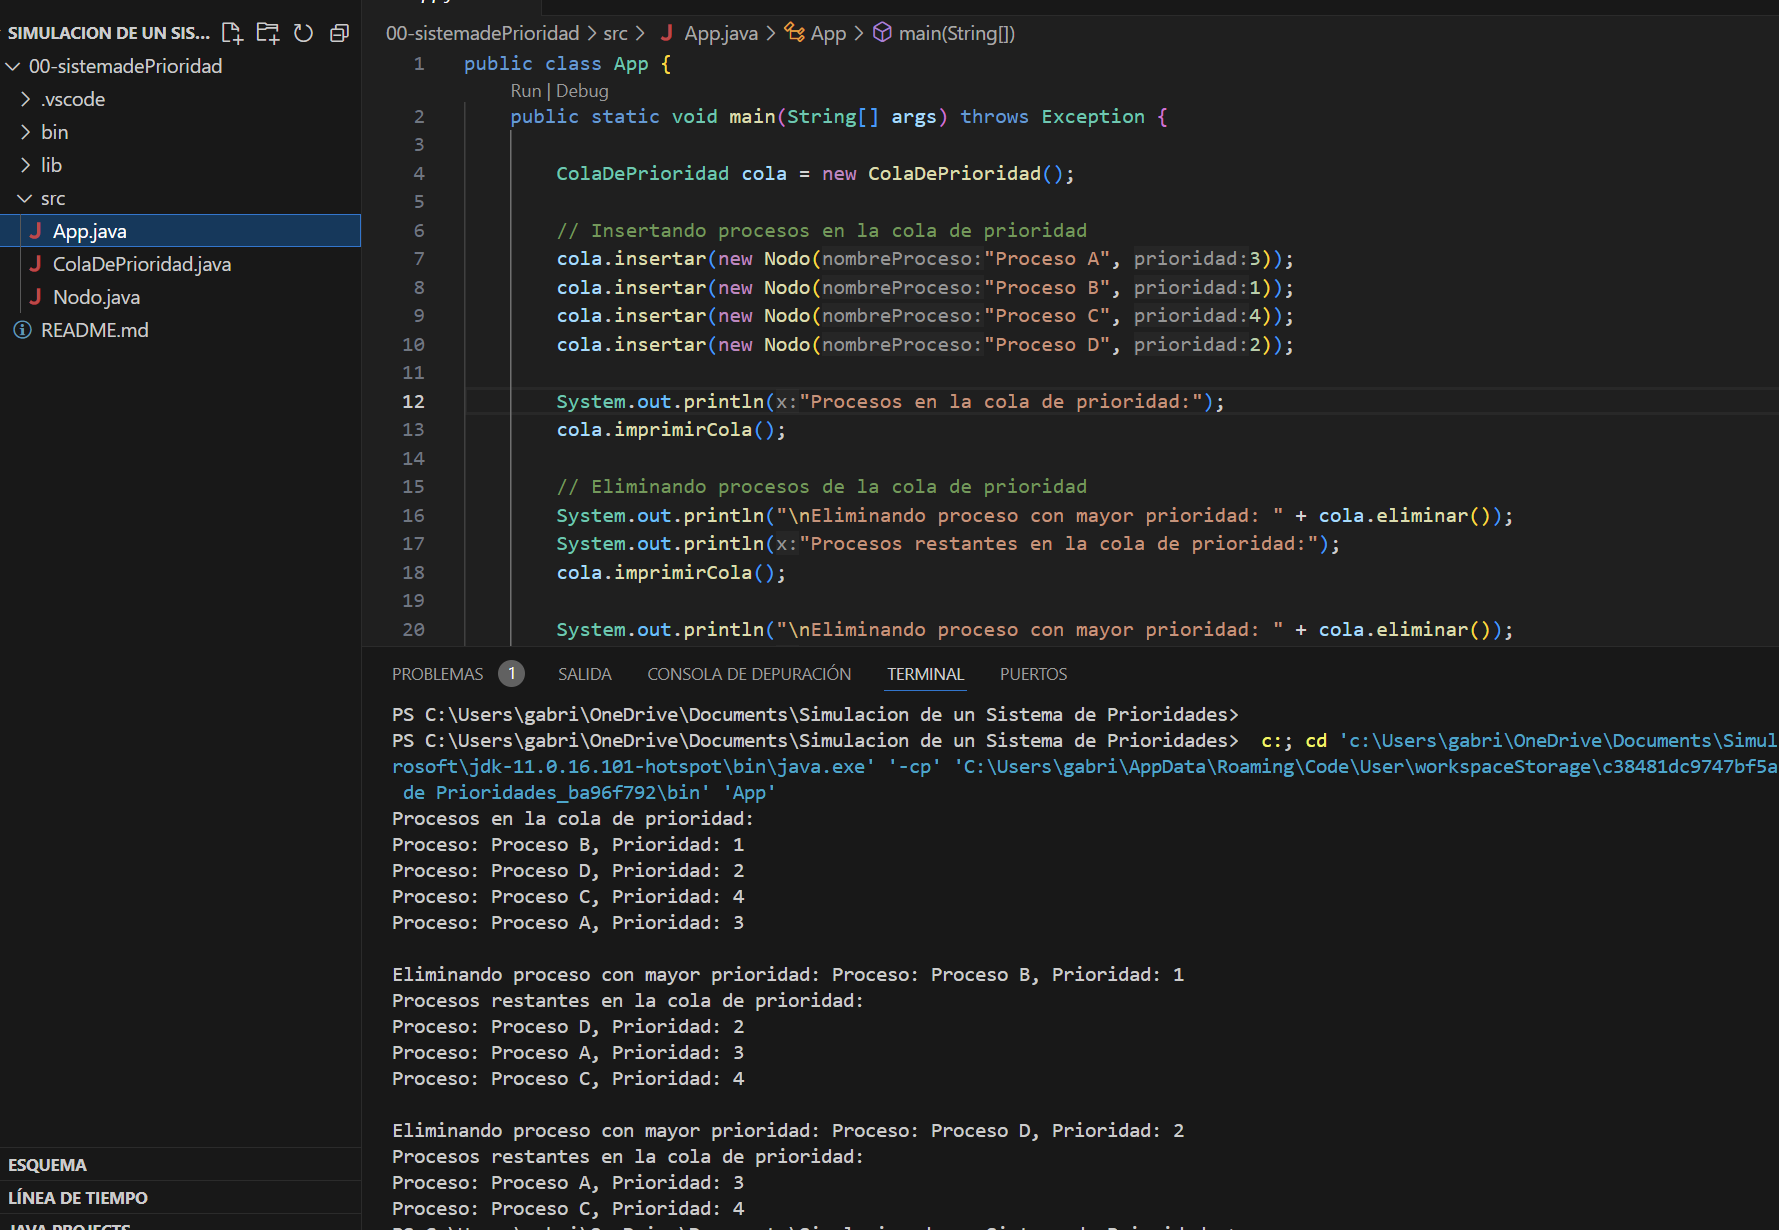 SIMULACION DE UN SIS...
00-sistemadePrioridad
.vscode
bin
lib
src
App.java
ColaDePrioridad.java
Nodo.java
README.md
ESQUEMA
LÍNEA DE TIEMPO
JAVA PROJECTS
00-sistemadePrioridad > src > App.java > App > main(String[])
1 public class App {
Run | Debug
2 public static void main(String[] args) throws Exception {
3
4 ColaDePrioridad cola = new ColaDePrioridad();
5
6 // Insertando procesos en la cola de prioridad
7 cola.insertar(new Nodo(nombreProceso:"Proceso A", prioridad:3));
8 cola.insertar(new Nodo(nombreProceso:"Proceso B", prioridad:1));
9 cola.insertar(new Nodo(nombreProceso:"Proceso C", prioridad:4));
10 cola.insertar(new Nodo(nombreProceso:"Proceso D", prioridad:2));
11
12 System.out.println(x:"Procesos en la cola de prioridad:");
13 cola.imprimirCola();
14
15 // Eliminando procesos de la cola de prioridad
16 System.out.println("\nEliminando proceso con mayor prioridad: " + cola.eliminar());
17 System.out.println(x:"Procesos restantes en la cola de prioridad:");
18 cola.imprimirCola();
19
20 System.out.println("\nEliminando proceso con mayor prioridad: " + cola.eliminar());
PROBLEMAS 1 SALIDA CONSOLA DE DEPURACIÓN TERMINAL PUERTOS
PS C:\Users\gabri\OneDrive\Documents\Simulacion de un Sistema de Prioridades>
PS C:\Users\gabri\OneDrive\Documents\Simulacion de un Sistema de Prioridades> c:; cd 'c:\Users\gabri\OneDrive\Documents\Simul
rosoft\jdk-11.0.16.101-hotspot\bin\java.exe' '-cp' 'C:\Users\gabri\AppData\Roaming\Code\User\workspaceStorage\c38481dc9747bf5a
de Prioridades_ba96f792\bin' 'App'
Procesos en la cola de prioridad:
Proceso: Proceso B, Prioridad: 1
Proceso: Proceso D, Prioridad: 2
Proceso: Proceso C, Prioridad: 4
Proceso: Proceso A, Prioridad: 3

Eliminando proceso con mayor prioridad: Proceso: Proceso B, Prioridad: 1
Procesos restantes en la cola de prioridad:
Proceso: Proceso D, Prioridad: 2
Proceso: Proceso A, Prioridad: 3
Proceso: Proceso C, Prioridad: 4

Eliminando proceso con mayor prioridad: Proceso: Proceso D, Prioridad: 2
Procesos restantes en la cola de prioridad:
Proceso: Proceso A, Prioridad: 3
Proceso: Proceso C, Prioridad: 4